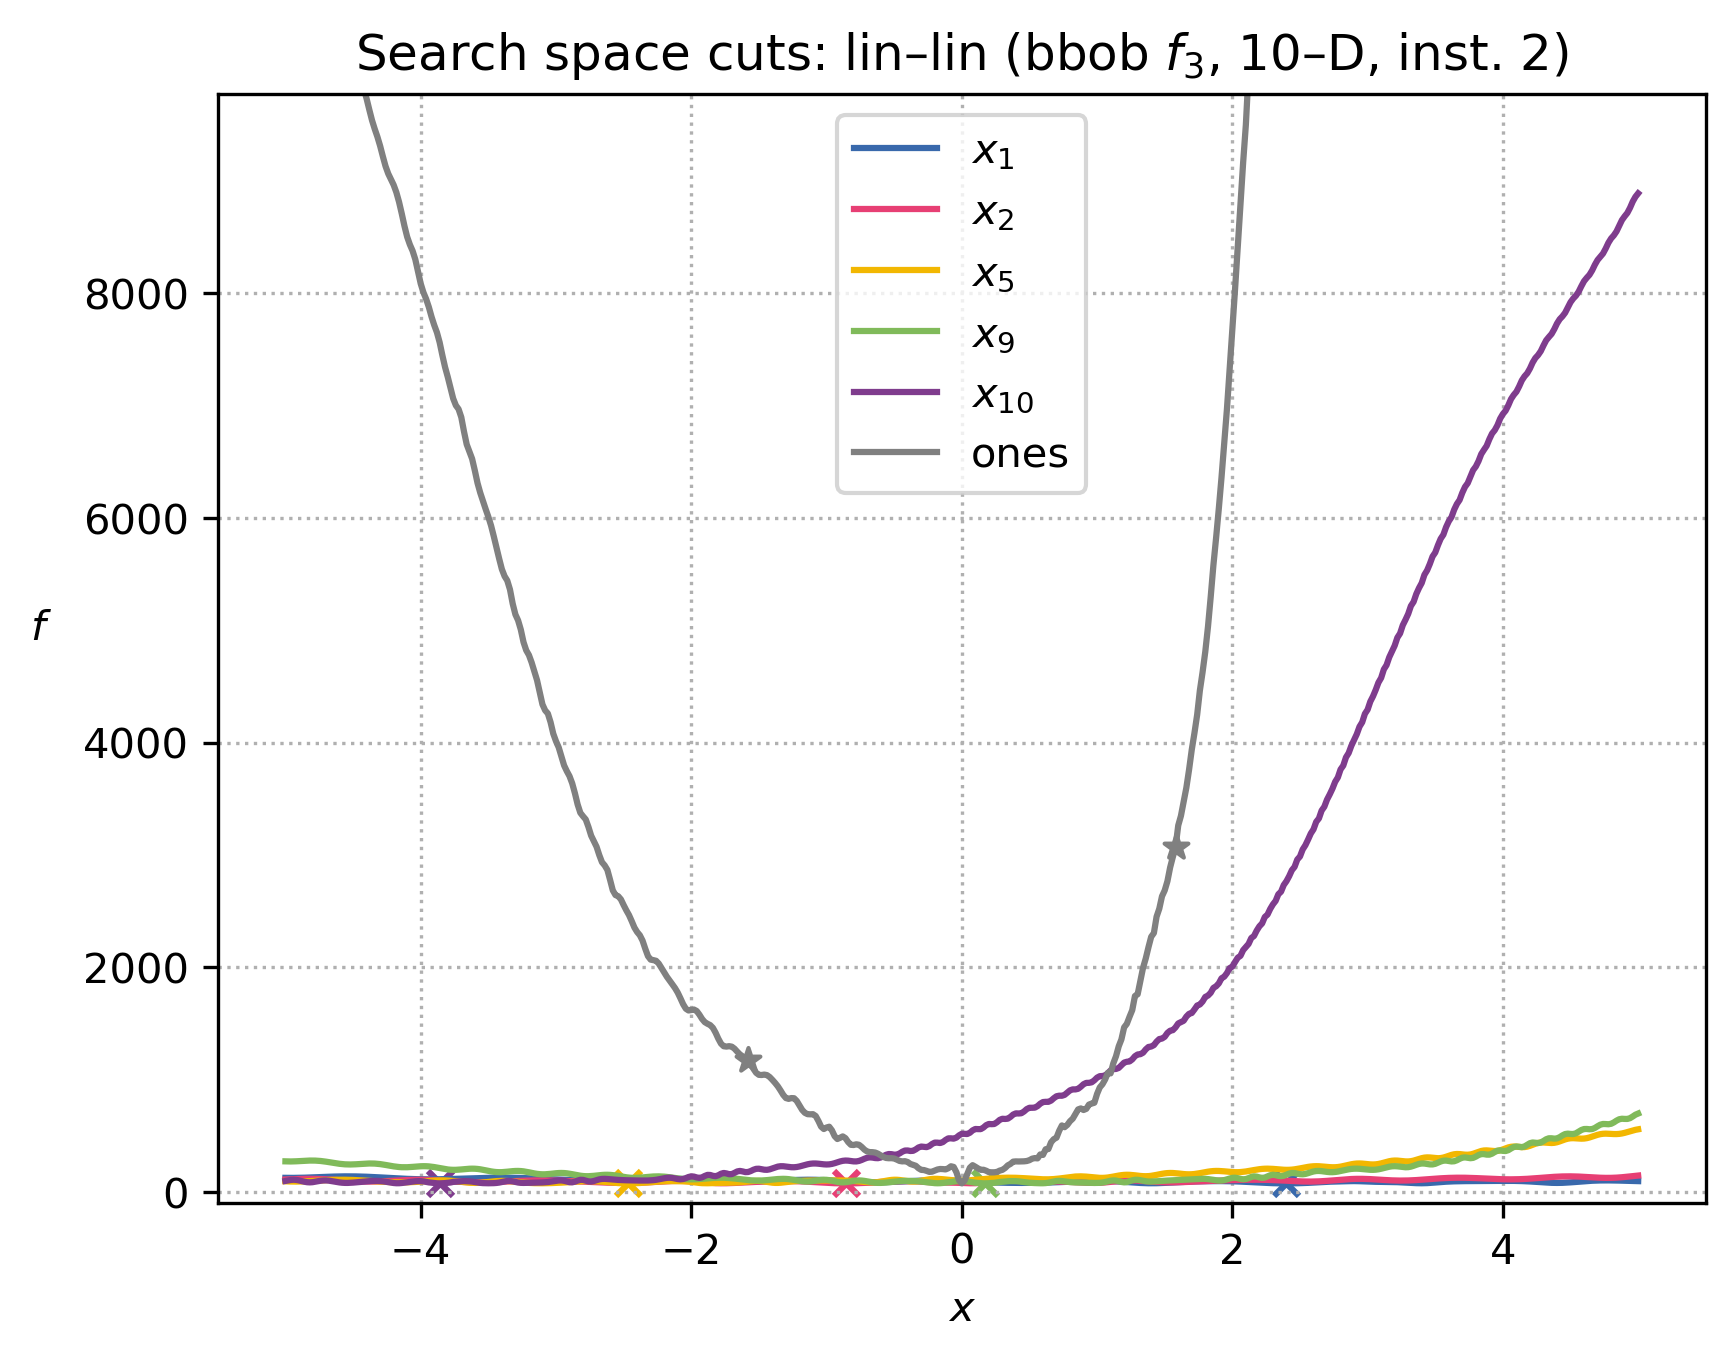 Search space cuts: lin–lin (bbob f₃, 10–D, inst. 2)
x₁
x₂
x₅
x₉
x₁₀
ones
8000
6000
4000
2000
0
f
−4 −2 0 2 4
x